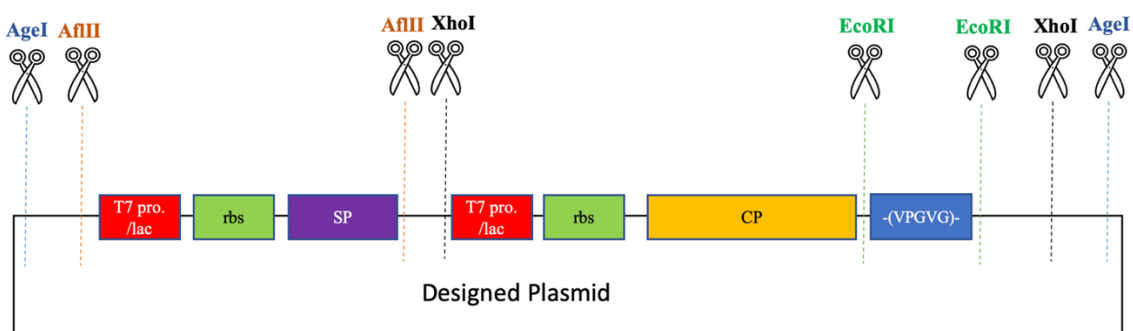 AgeI AflII AflII XhoI EcoRI EcoRI XhoI AgeI
T7 pro.
/lac
rbs
SP
T7 pro.
/lac
rbs
CP
-(VPGVG)-
Designed Plasmid